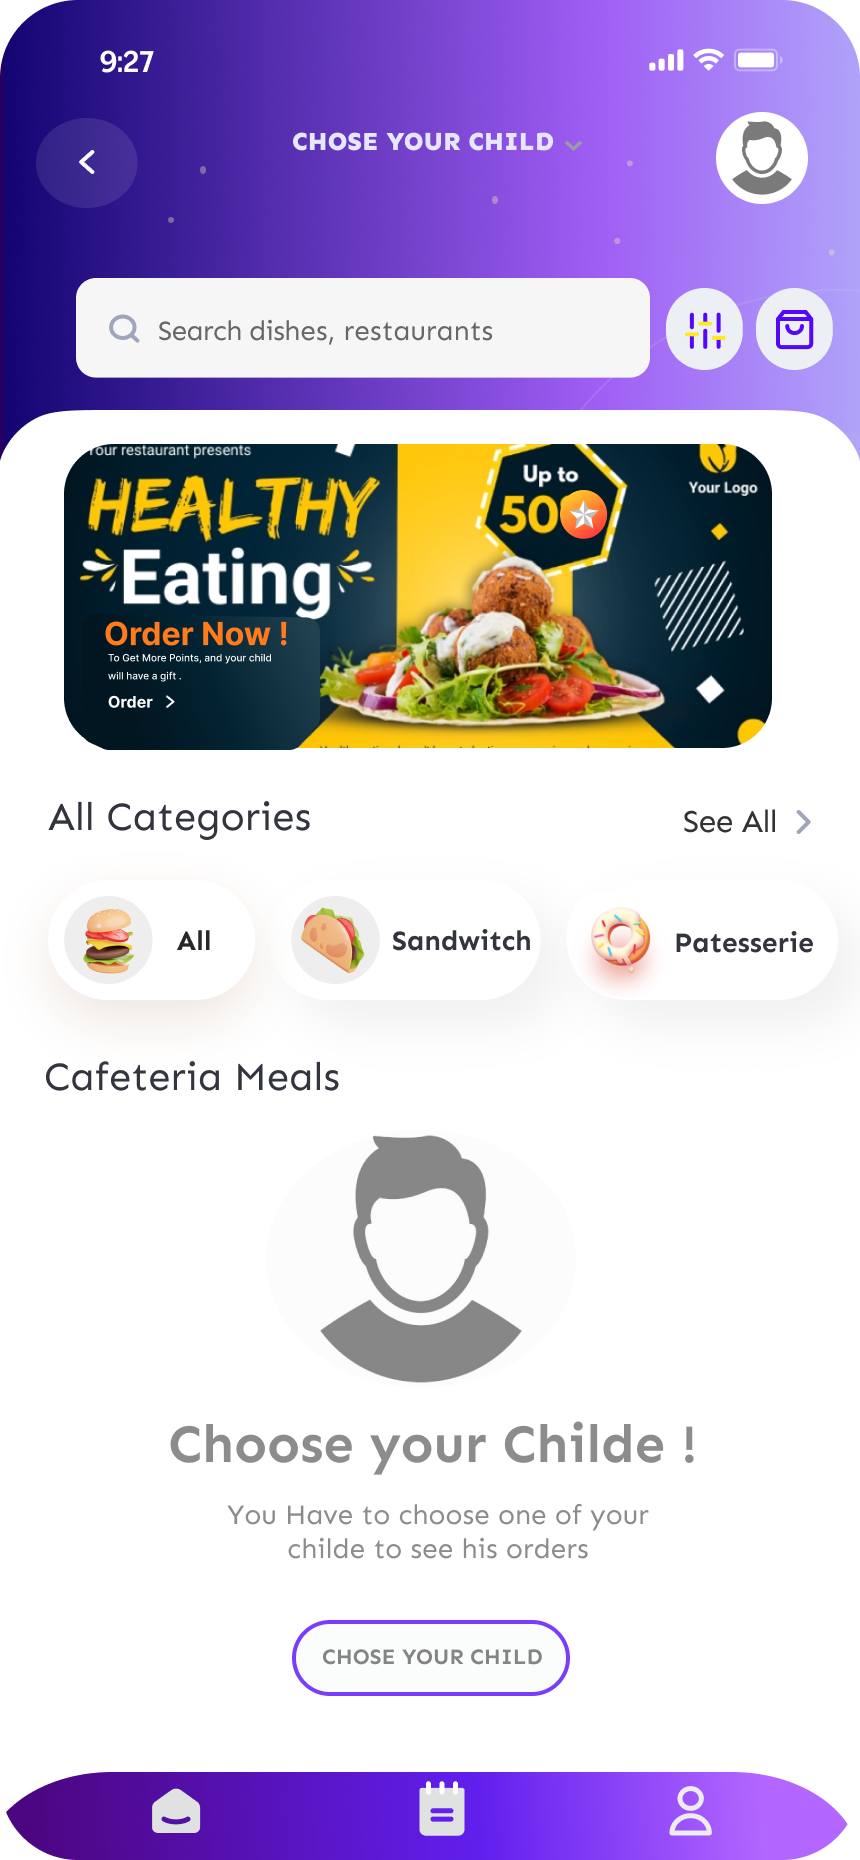 9:27
CHOSE YOUR CHILD
Search dishes, restaurants
Your restaurant presents
HEALTHY
Eating
Up to
50
Your Logo
Order Now !
To Get More Points, and your child
will have a gift .
Order
All Categories
See All
All
Sandwitch
Patesserie
Cafeteria Meals
Choose your Childe !
You Have to choose one of your
childe to see his orders
CHOSE YOUR CHILD